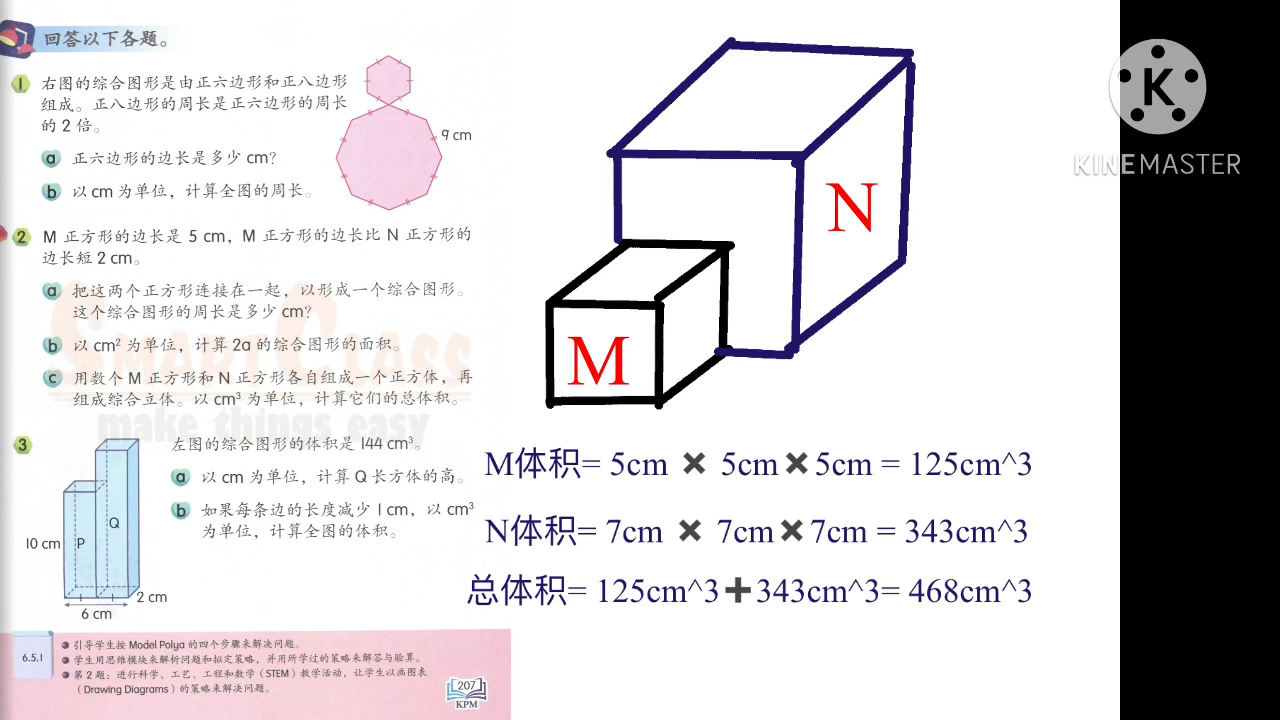 回答以下各题。
1 右图的综合图形是由正六边形和正八边形
组成。正八边形的周长是正六边形的周长
的 2 倍。
9 cm
a 正六边形的边长是多少 cm?
b 以 cm 为单位，计算全图的周长。
2 M 正方形的边长是 5 cm，M 正方形的边长比 N 正方形的
边长短 2 cm。
a 把这两个正方形连接在一起，以形成一个综合图形。
这个综合图形的周长是多少 cm?
b 以 cm² 为单位，计算 2a 的综合图形的面积。
c 用数个 M 正方形和 N 正方形各自组成一个正方体，再
组成综合立体。以 cm³ 为单位，计算它们的总体积。
SMART CLASS
make things easy
3 左图的综合图形的体积是 144 cm³。
a 以 cm 为单位，计算 Q 长方体的高。
b 如果每条边的长度减少 1 cm，以 cm³
为单位，计算全图的体积。
Q
10 cm
P
2 cm
6 cm
6.5.1
引导学生按 Model Polya 的四个步骤来解决问题。
学生用思维模块来解析问题和拟定策略，并用所学过的策略来解答与验算。
第 2 题：进行科学、工艺、工程和数学（STEM）教学活动，让学生以画图表
（Drawing Diagrams）的策略来解决问题。
207
KPM
N
M
M体积= 5cm ✖ 5cm ✖ 5cm = 125cm^3
N体积= 7cm ✖ 7cm ✖ 7cm = 343cm^3
总体积= 125cm^3 ➕ 343cm^3= 468cm^3
K
KINEMASTER